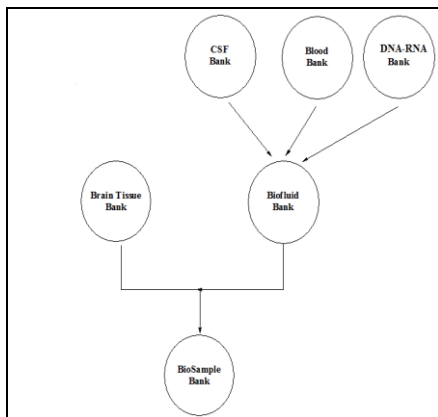 CSF
Bank
Blood
Bank
DNA-RNA
Bank
Brain Tissue
Bank
Biofluid
Bank
BioSample
Bank